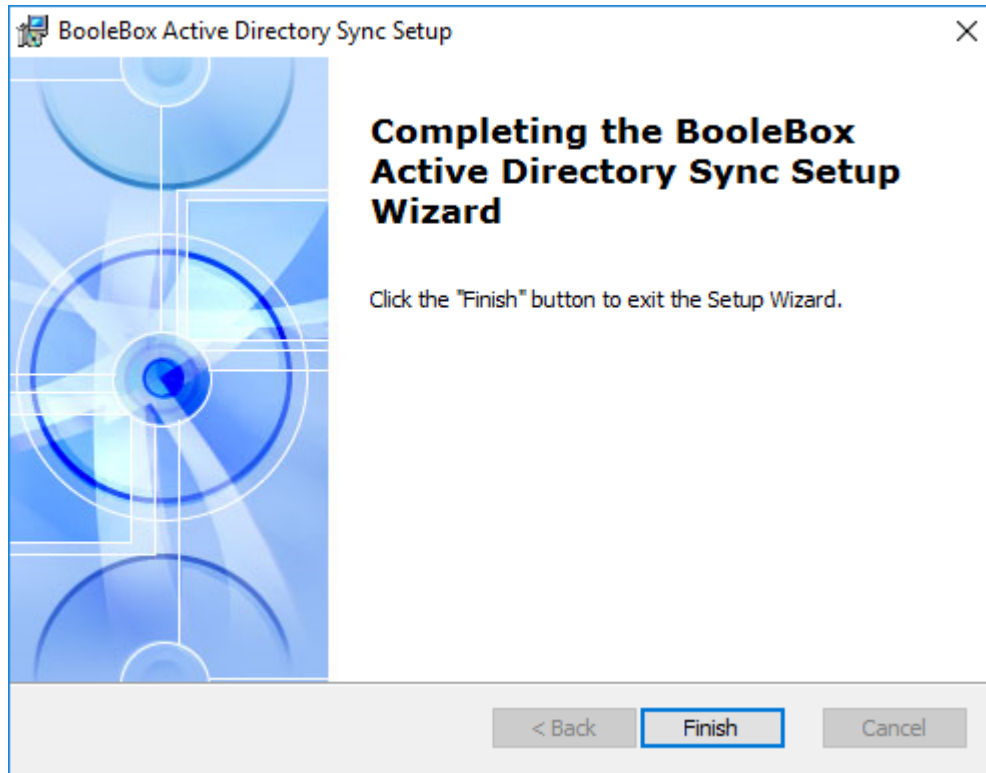 BooleBox Active Directory Sync Setup
Completing the BooleBox
Active Directory Sync Setup
Wizard
Click the "Finish" button to exit the Setup Wizard.
< Back Finish Cancel